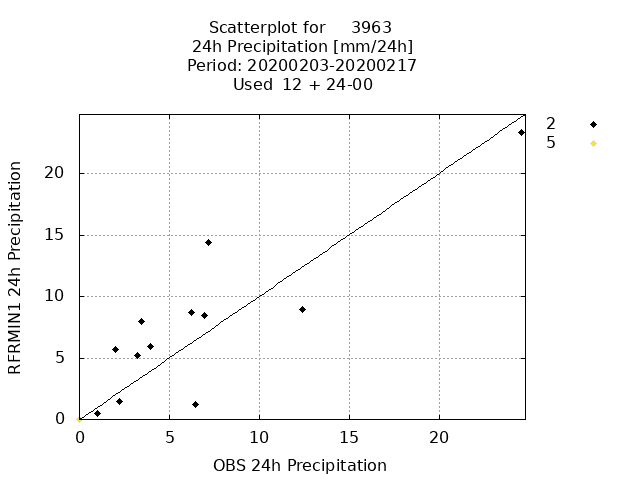 Scatterplot for 3963
24h Precipitation [mm/24h]
Period: 20200203-20200217
Used 12 + 24-00
2
5
20
15
10
5
0
0 5 10 15 20
RFRMIN1 24h Precipitation
OBS 24h Precipitation